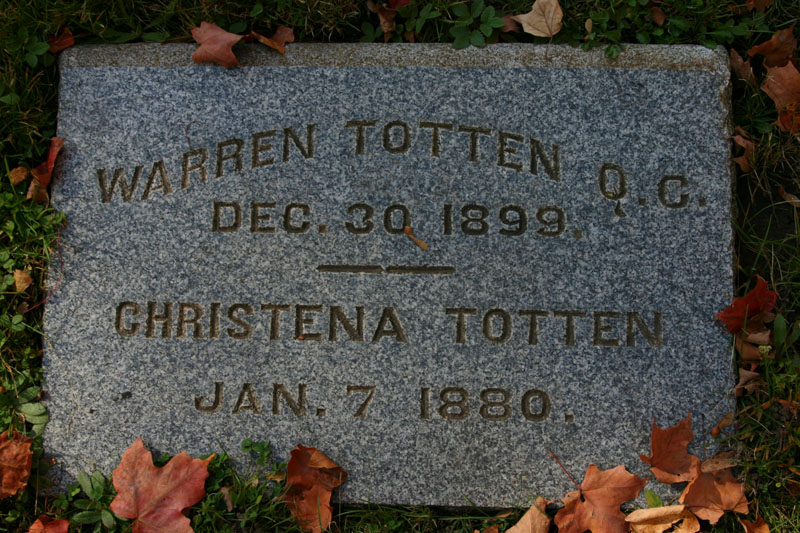 WARREN TOTTEN Q.C.
DEC. 30 1899.
CHRISTENA TOTTEN
JAN. 7 1880.